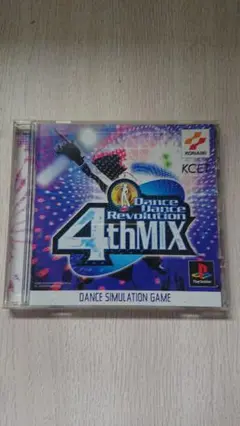 KONAMI
KCET
Dance
Dance
Revolution
4thMIX
DANCE SIMULATION GAME
PlayStation